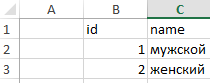 A B C
1 id name
2 1 мужской
3 2 женский